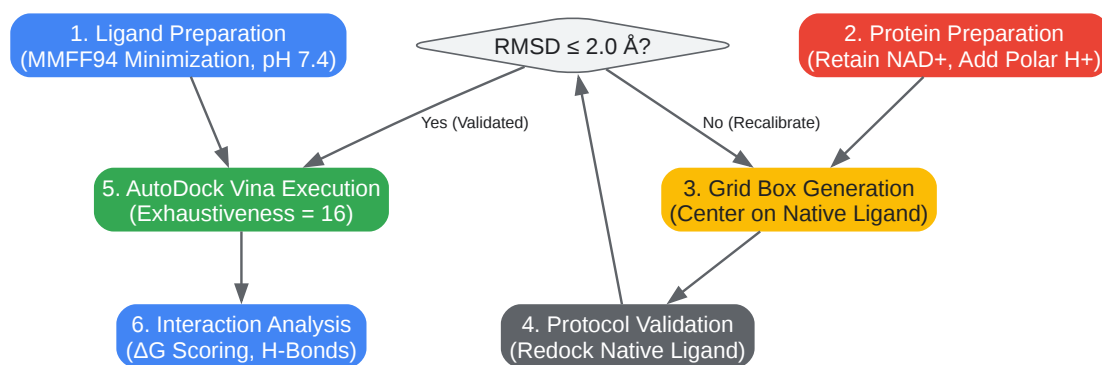 1. Ligand Preparation
(MMFF94 Minimization, pH 7.4)
RMSD ≤ 2.0 Å?
2. Protein Preparation
(Retain NAD+, Add Polar H+)
Yes (Validated)
No (Recalibrate)
5. AutoDock Vina Execution
(Exhaustiveness = 16)
3. Grid Box Generation
(Center on Native Ligand)
6. Interaction Analysis
(ΔG Scoring, H-Bonds)
4. Protocol Validation
(Redock Native Ligand)